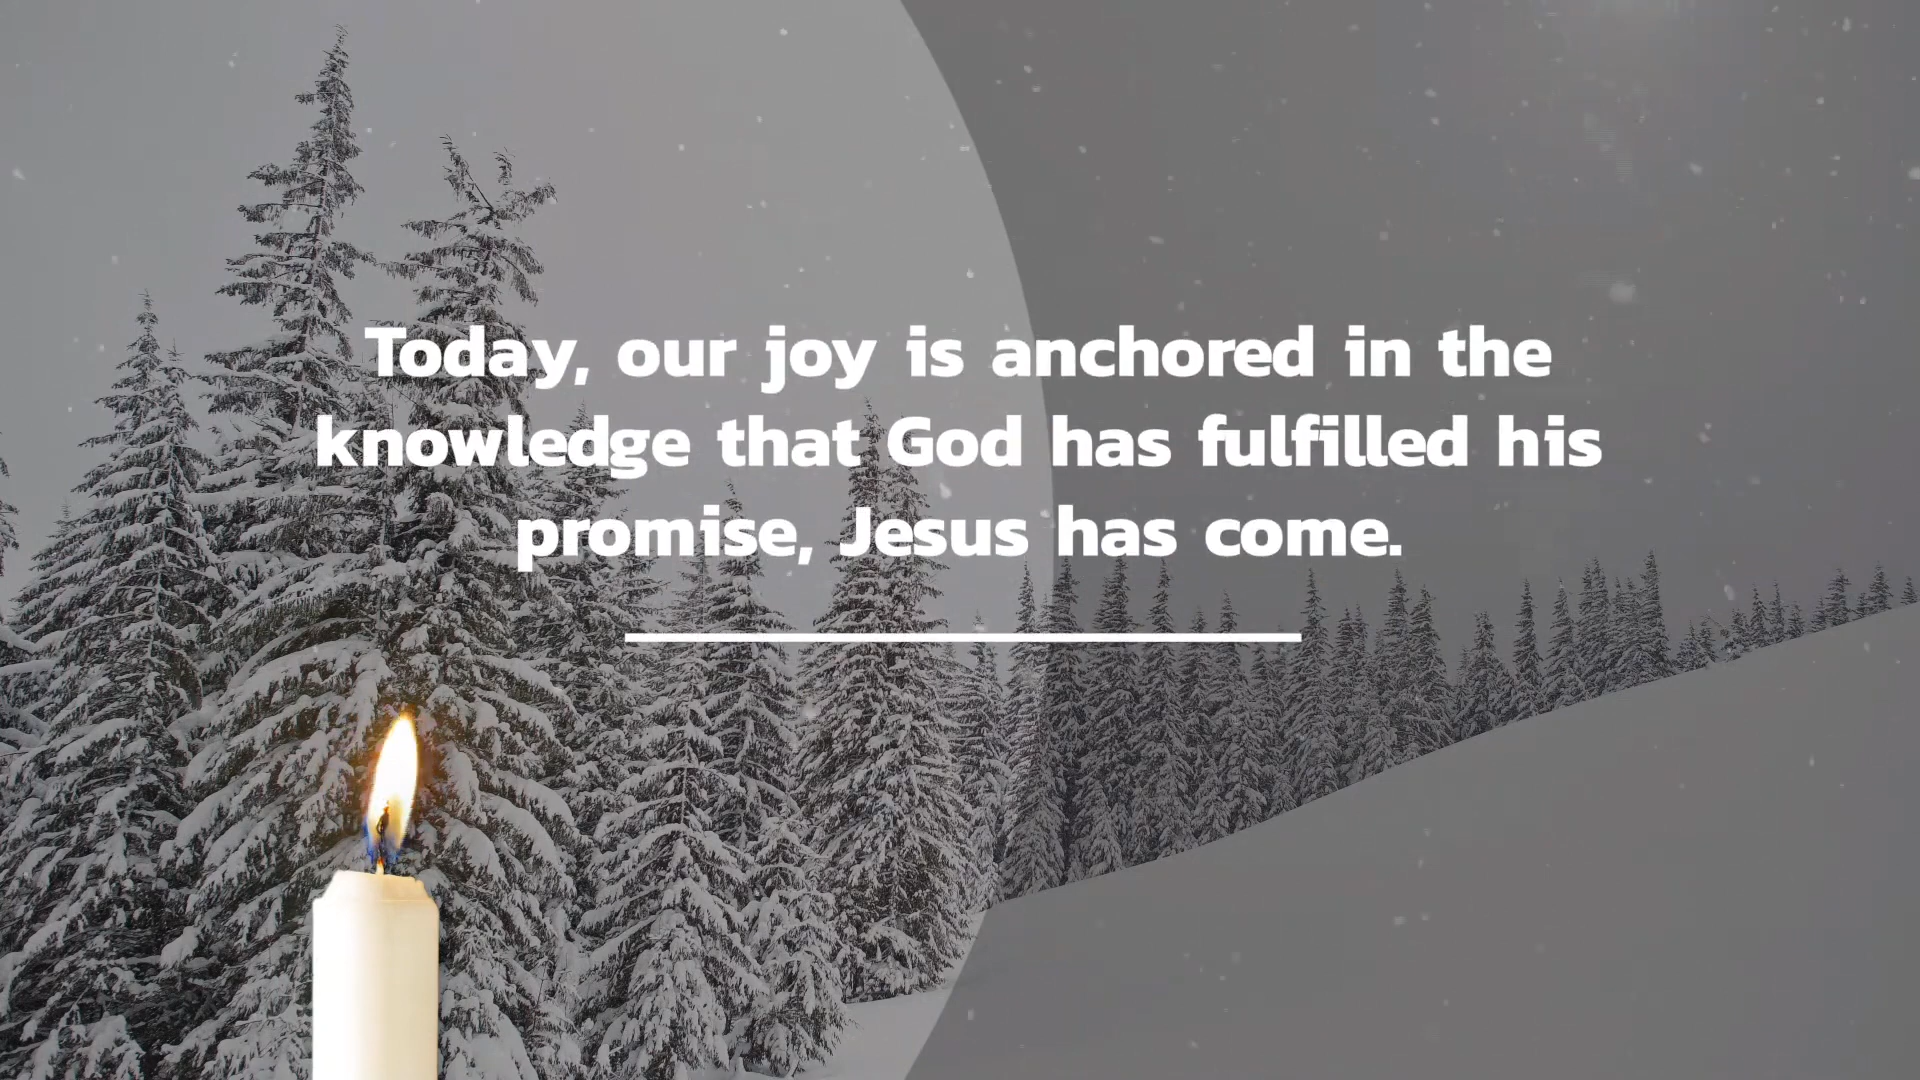 Today, our joy is anchored in the
knowledge that God has fulfilled his
promise, Jesus has come.